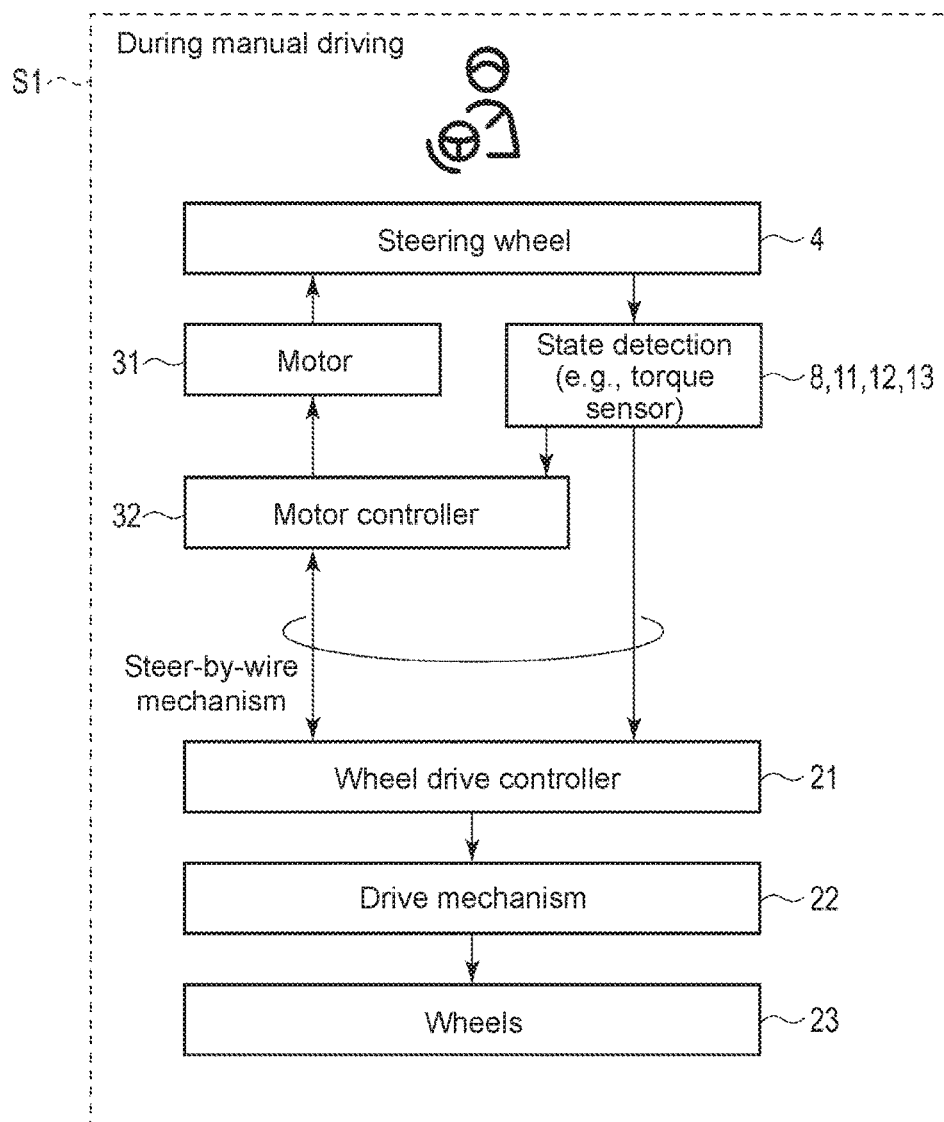 During manual driving
S1
Steering wheel
4
31
Motor
State detection
(e.g., torque
sensor)
8,11,12,13
32
Motor controller
Steer-by-wire
mechanism
Wheel drive controller
21
Drive mechanism
22
Wheels
23